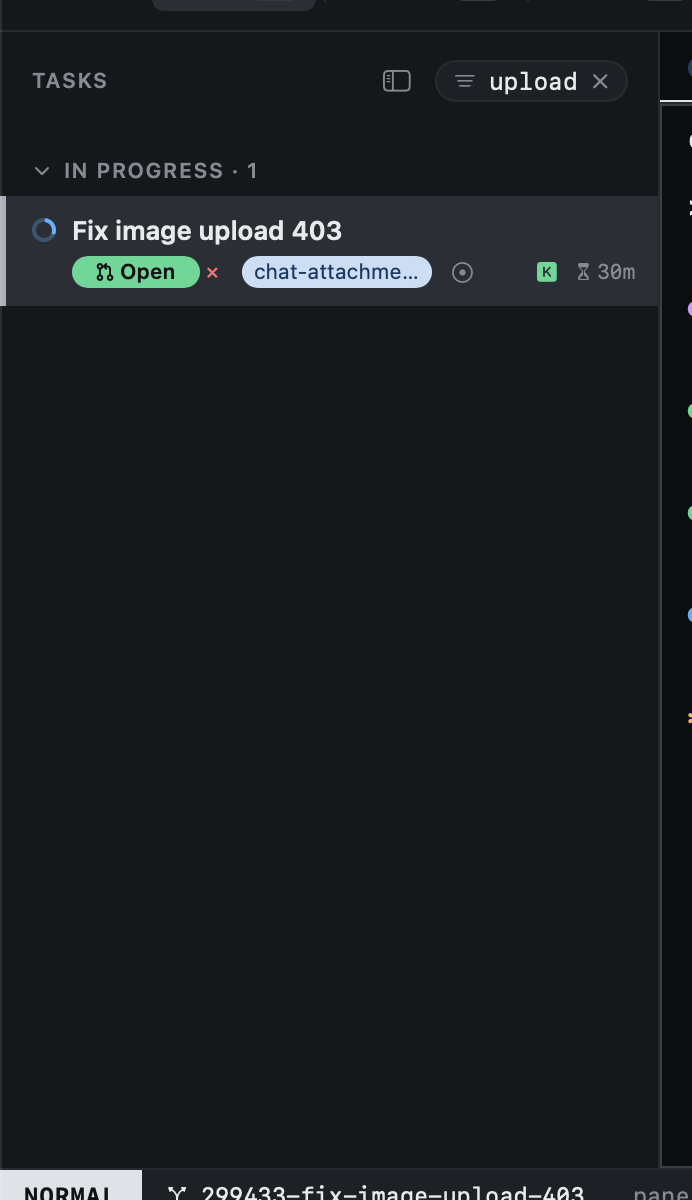 TASKS
upload
IN PROGRESS · 1
Fix image upload 403
Open × chat-attachme... K 30m
NORMAL 299433-fix-image-upload-403